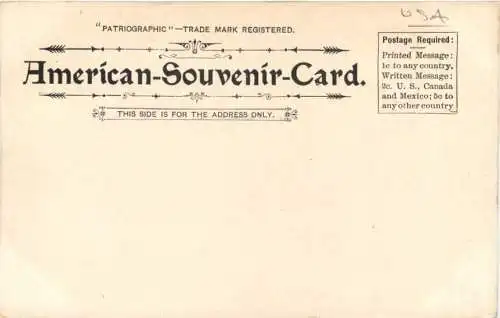 "PATRIOGRAPHIC"—TRADE MARK REGISTERED.
American-Souvenir-Card.
THIS SIDE IS FOR THE ADDRESS ONLY.
USA
Postage Required:
Printed Message:
1c to any country,
Written Message:
2c. U. S., Canada
and Mexico; 5c to
any other country